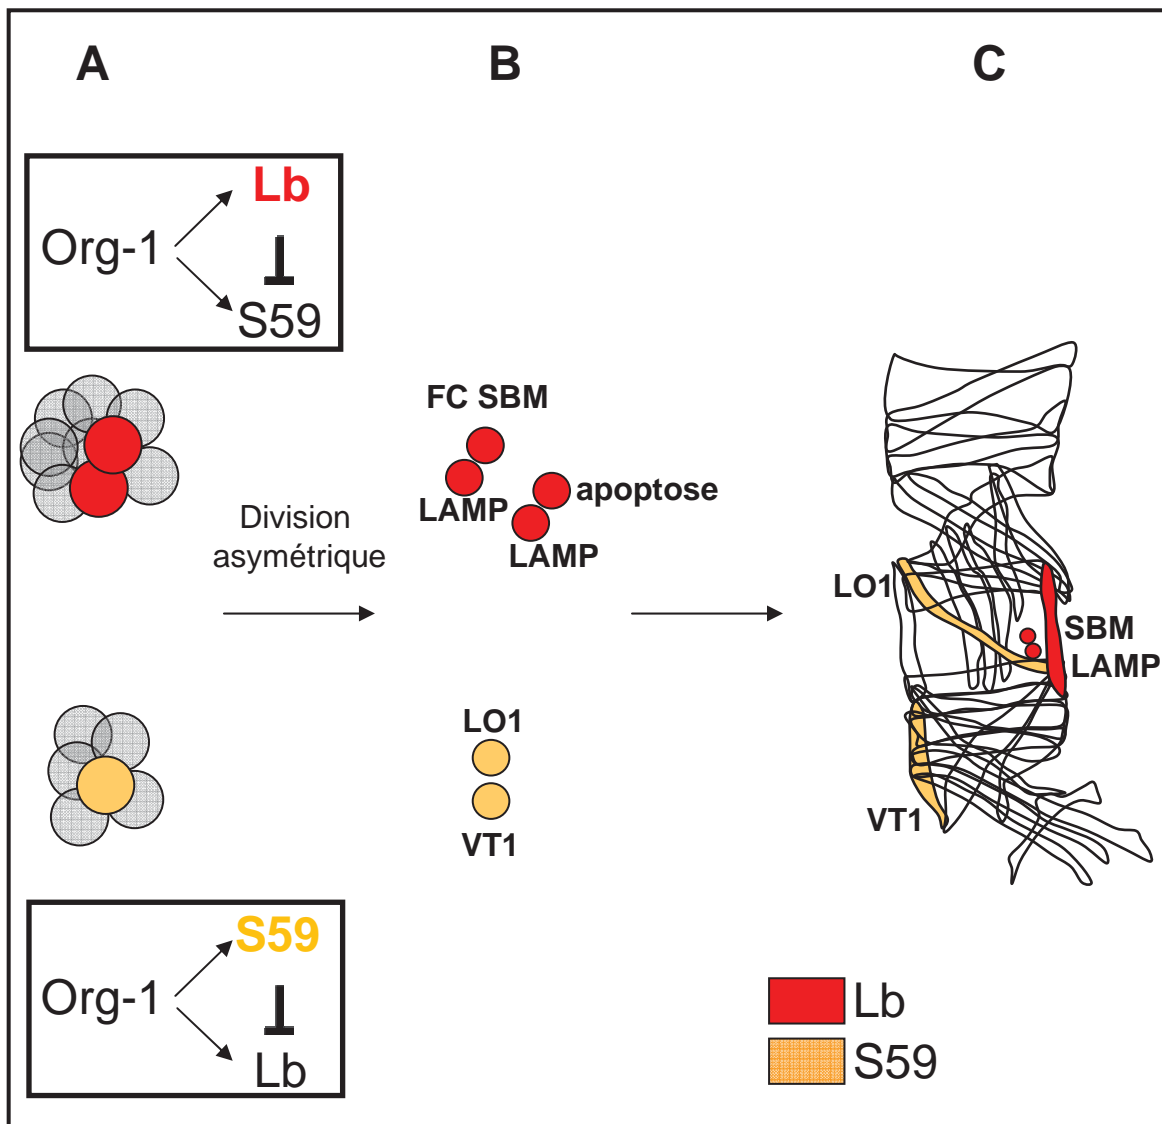 A
B
C
Lb
Org-1
S59
FC SBM
LAMP
apoptose
LAMP
Division
asymétrique
LO1
SBM
LAMP
LO1
VT1
VT1
S59
Org-1
Lb
Lb
S59